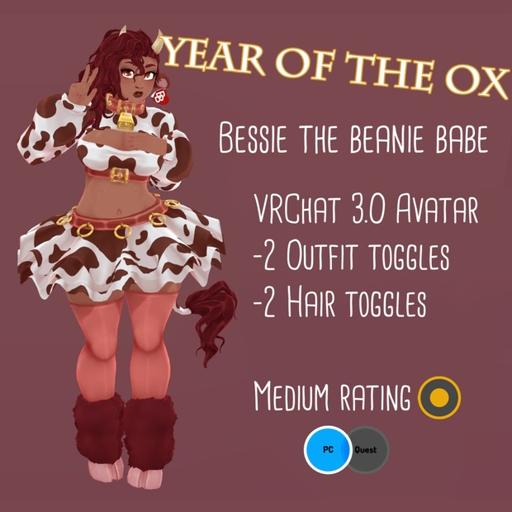 YEAR OF THE OX
BESSIE THE BEANIE BABE
VRCHAT 3.0 AVATAR
-2 OUTFIT TOGGLES
-2 HAIR TOGGLES
MEDIUM RATING
PC Quest